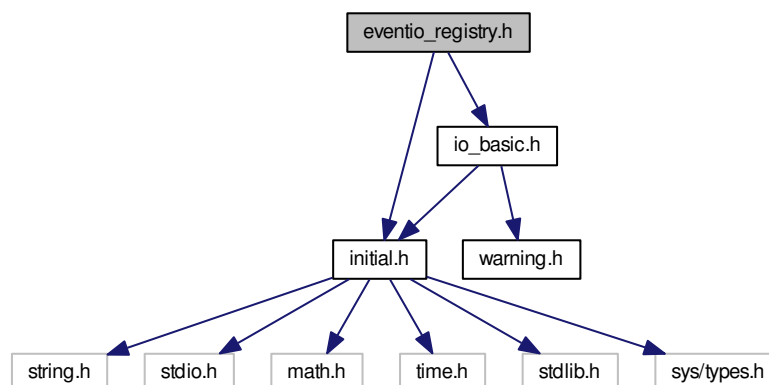 eventio_registry.h
io_basic.h
initial.h
warning.h
string.h
stdio.h
math.h
time.h
stdlib.h
sys/types.h